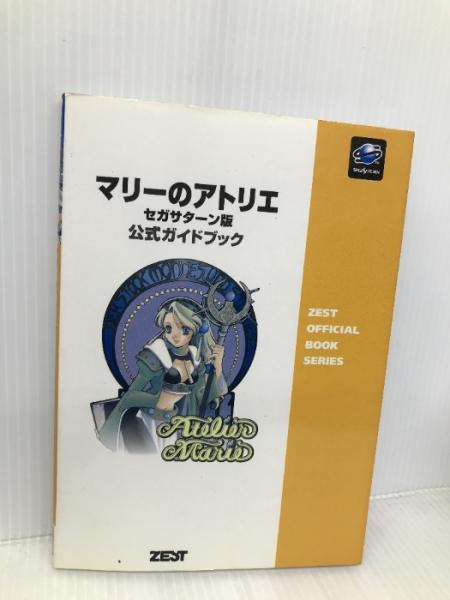 マリーのアトリエ
セガサターン版
公式ガイドブック
ZEST
OFFICIAL
BOOK
SERIES
Atelier
Marie
ZEST